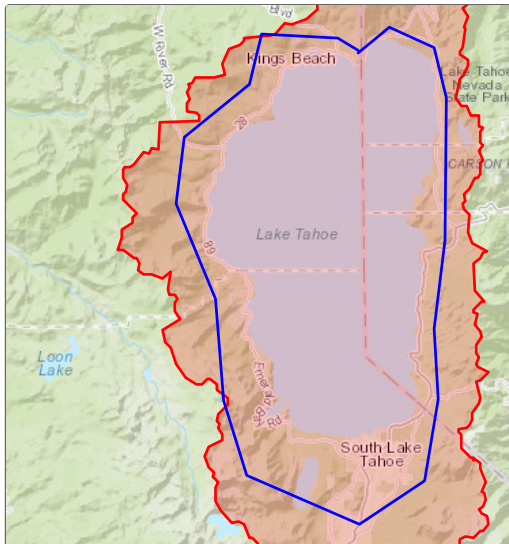 Blvd
W River Rd
Kings Beach
Lake Tahoe
Nevada
State Park
28
CARSON
Lake Tahoe
89
Loon
Lake
Emerald Bay Rd
South Lake
Tahoe